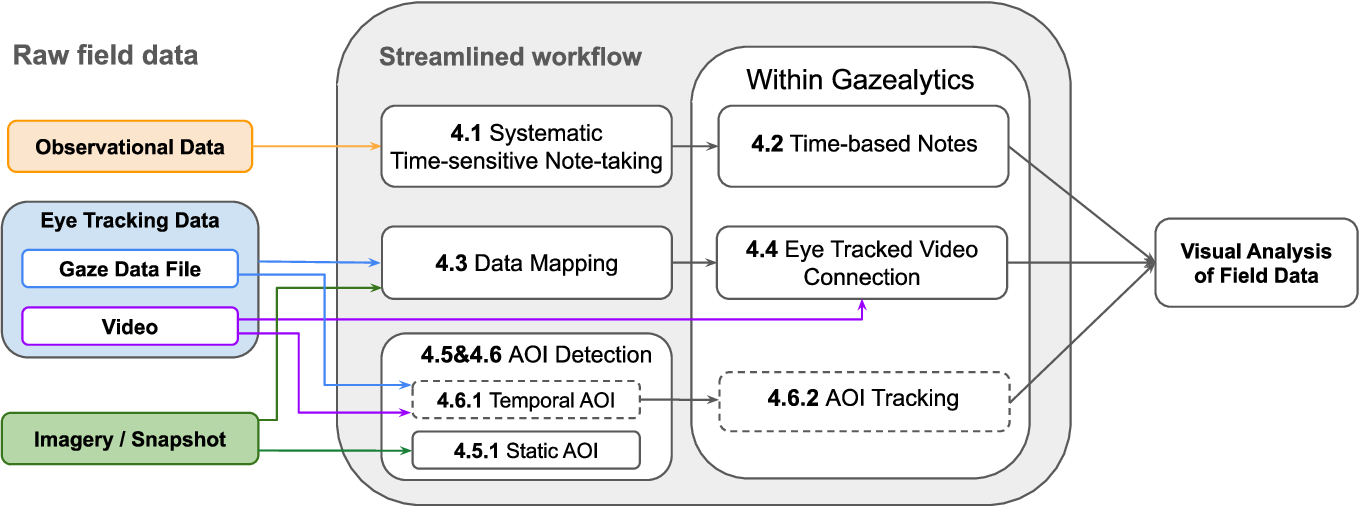 Raw field data
Streamlined workflow
Within Gazealytics
Observational Data
4.1 Systematic
Time-sensitive Note-taking
4.2 Time-based Notes
Eye Tracking Data
Gaze Data File
Video
4.3 Data Mapping
4.4 Eye Tracked Video
Connection
Visual Analysis
of Field Data
4.5&4.6 AOI Detection
4.6.1 Temporal AOI
4.6.2 AOI Tracking
Imagery / Snapshot
4.5.1 Static AOI